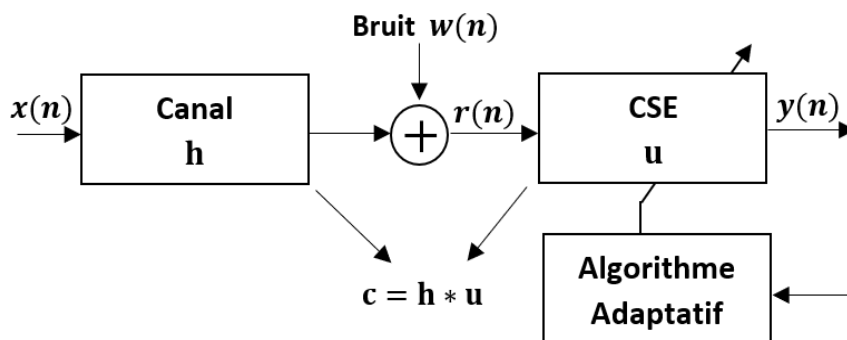 Bruit w(n)
x(n)
Canal
h
+
r(n)
CSE
u
y(n)
c = h * u
Algorithme
Adaptatif